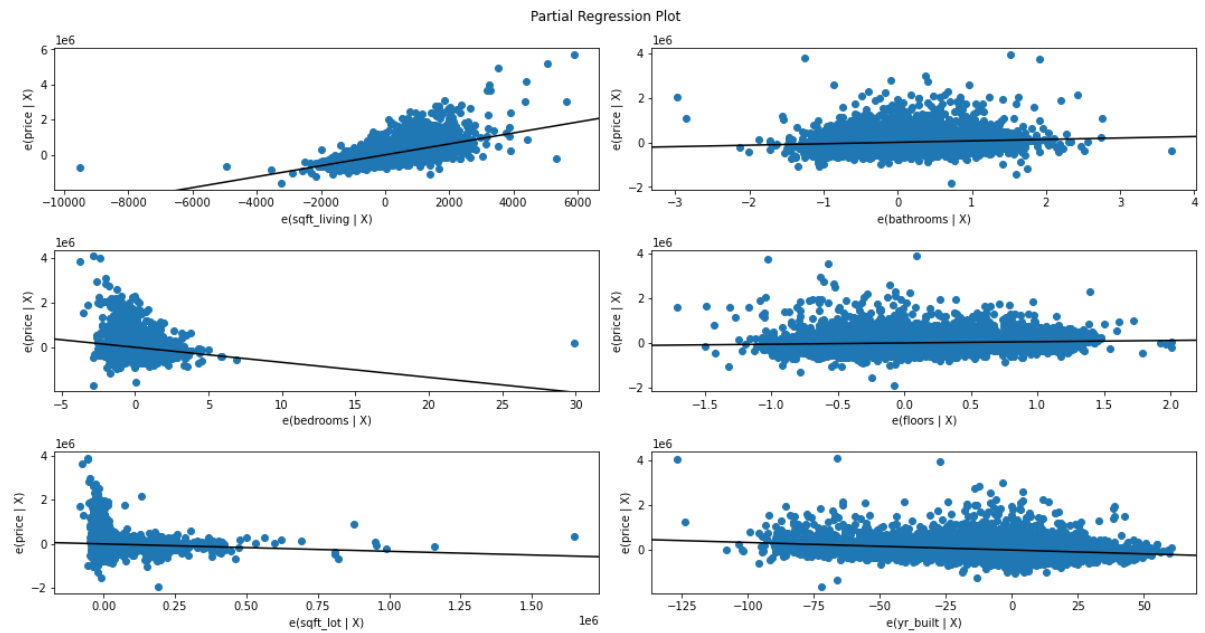 Partial Regression Plot
1e6
6
4
2
0
e(price | X)
−10000 −8000 −6000 −4000 −2000 0 2000 4000 6000
e(sqft_living | X)
1e6
4
2
0
−2
e(price | X)
−3 −2 −1 0 1 2 3 4
e(bathrooms | X)
1e6
4
2
0
e(price | X)
−5 0 5 10 15 20 25 30
e(bedrooms | X)
1e6
4
2
0
−2
e(price | X)
−1.5 −1.0 −0.5 0.0 0.5 1.0 1.5 2.0
e(floors | X)
1e6
4
2
0
−2
e(price | X)
0.00 0.25 0.50 0.75 1.00 1.25 1.50
1e6
e(sqft_lot | X)
1e6
4
2
0
−2
e(price | X)
−125 −100 −75 −50 −25 0 25 50
e(yr_built | X)